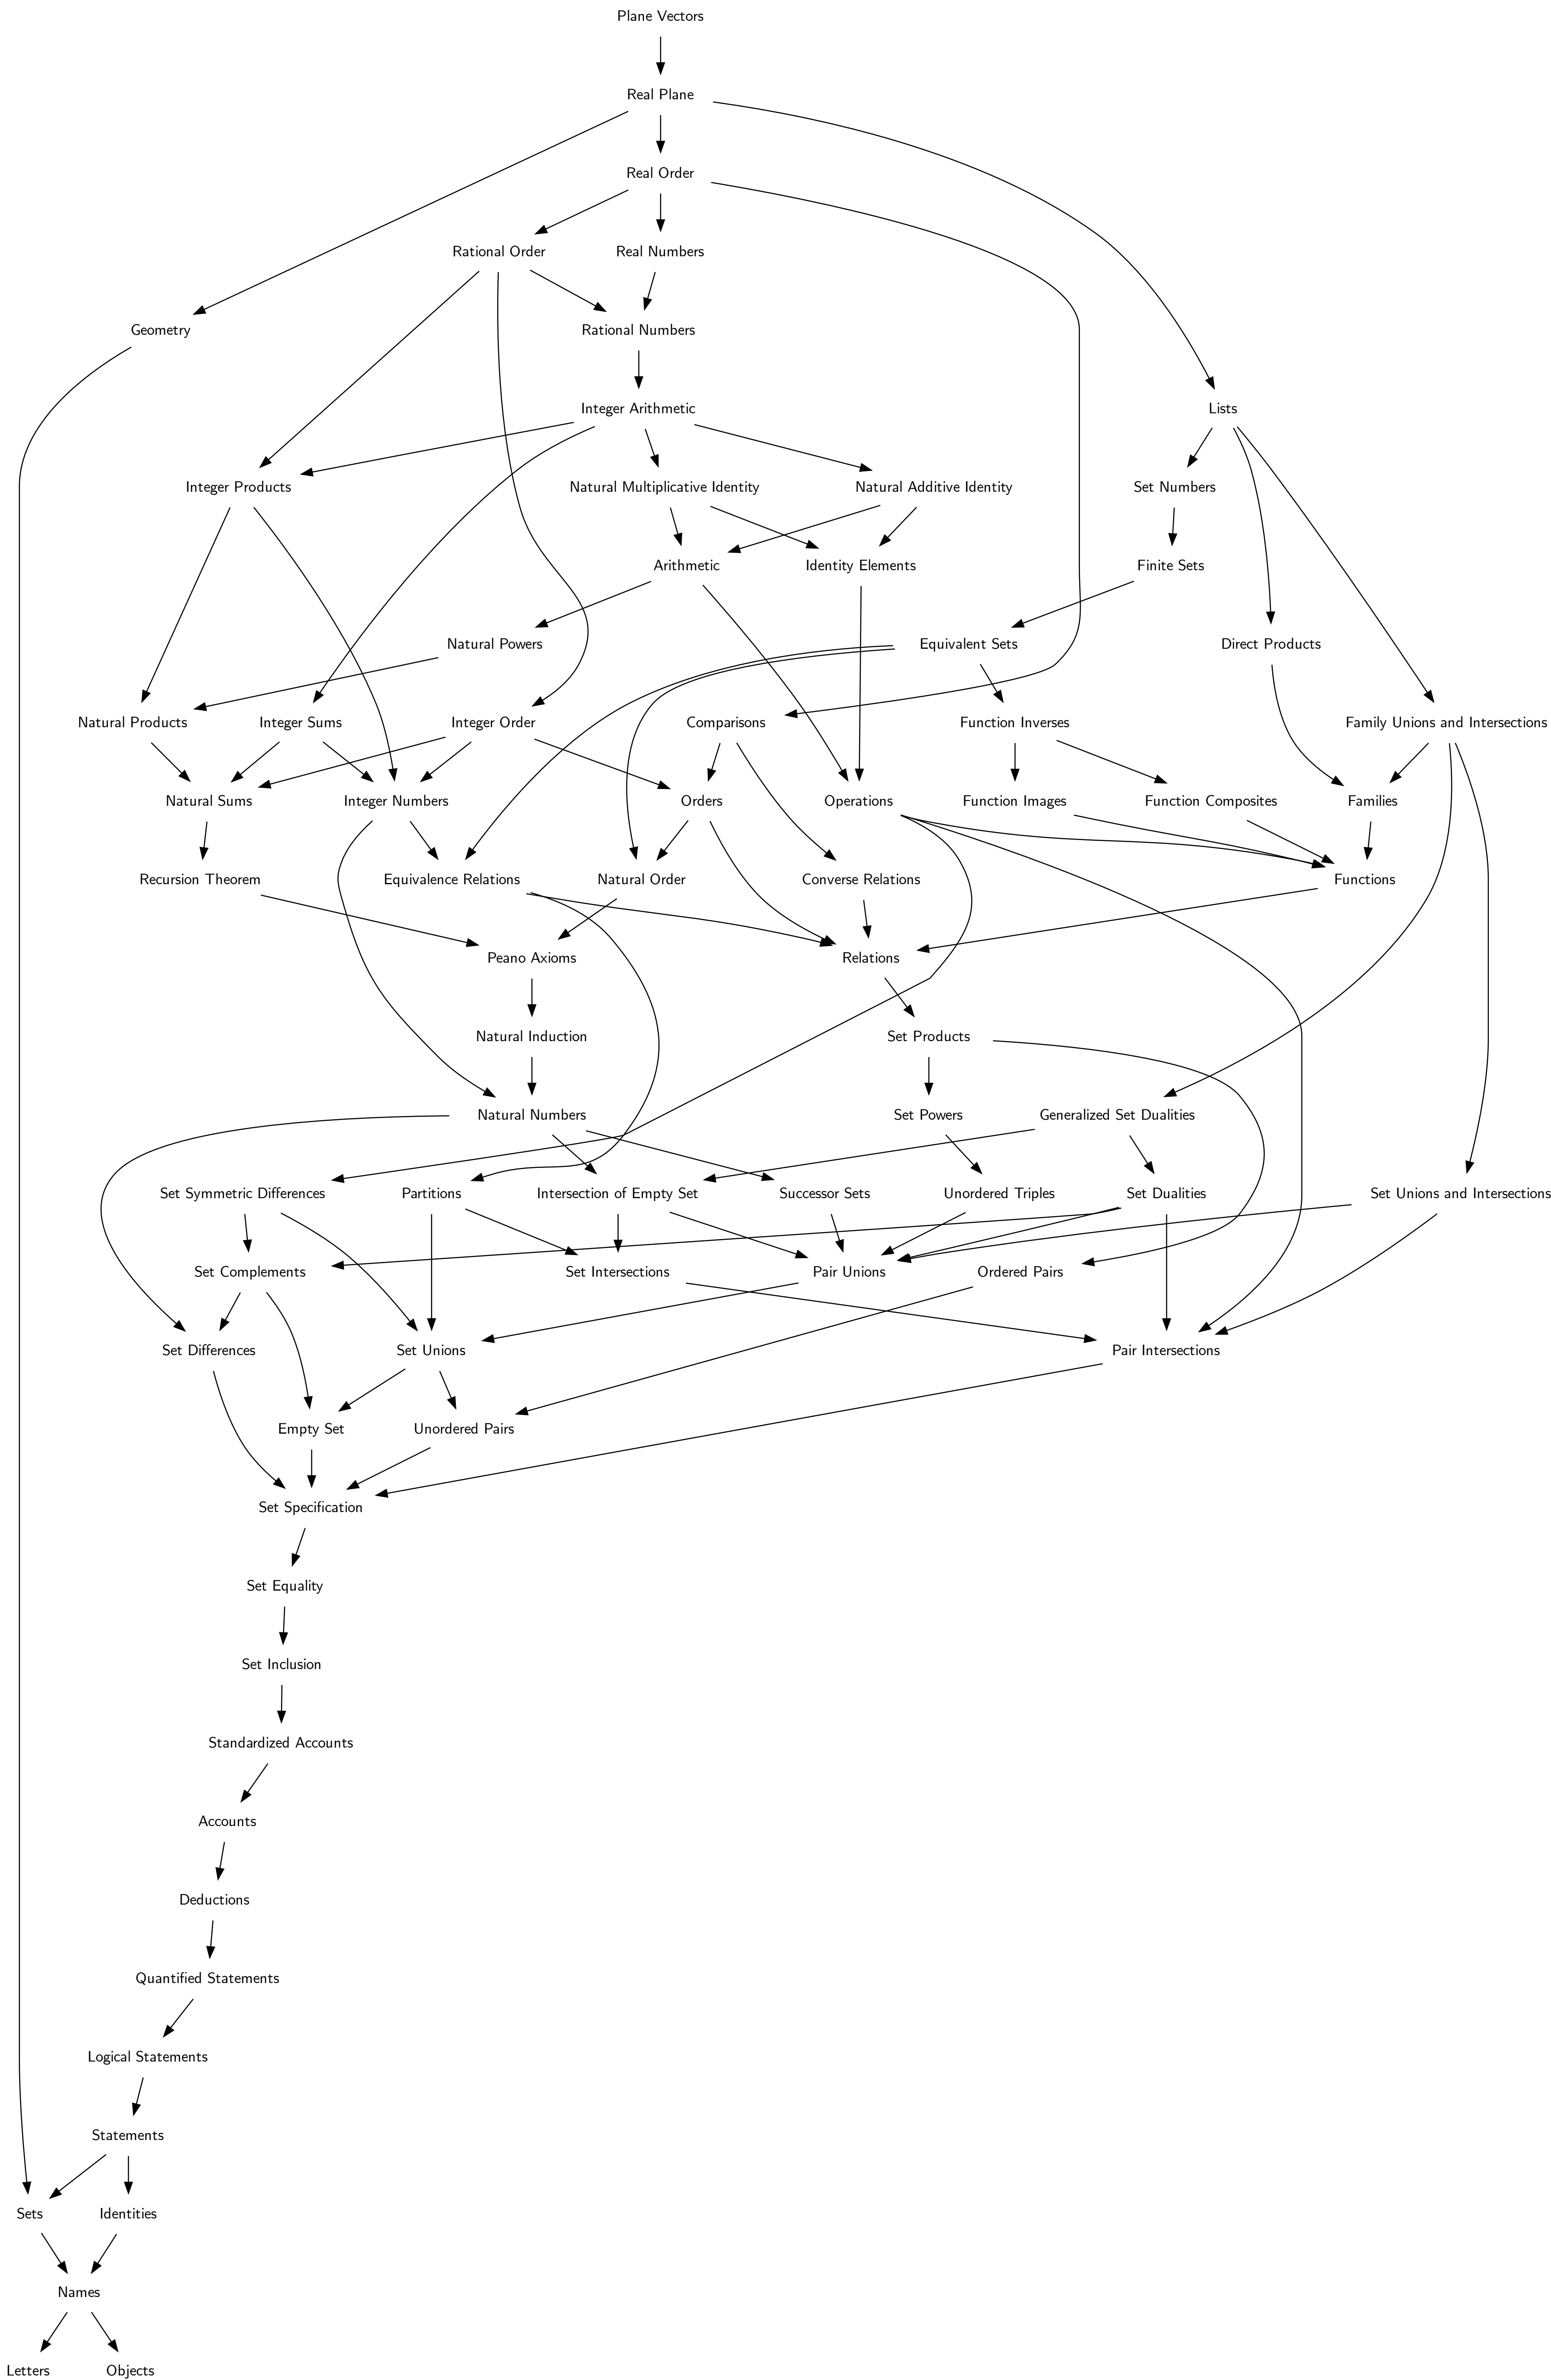 Plane Vectors
Real Plane
Real Order
Rational Order
Real Numbers
Geometry
Rational Numbers
Integer Arithmetic
Lists
Integer Products
Natural Multiplicative Identity
Natural Additive Identity
Set Numbers
Arithmetic
Identity Elements
Finite Sets
Natural Powers
Equivalent Sets
Direct Products
Natural Products
Integer Sums
Integer Order
Comparisons
Function Inverses
Family Unions and Intersections
Natural Sums
Integer Numbers
Orders
Operations
Function Images
Function Composites
Families
Recursion Theorem
Equivalence Relations
Natural Order
Converse Relations
Functions
Peano Axioms
Relations
Natural Induction
Set Products
Natural Numbers
Set Powers
Generalized Set Dualities
Set Symmetric Differences
Partitions
Intersection of Empty Set
Successor Sets
Unordered Triples
Set Dualities
Set Unions and Intersections
Set Complements
Set Intersections
Pair Unions
Ordered Pairs
Set Differences
Set Unions
Pair Intersections
Empty Set
Unordered Pairs
Set Specification
Set Equality
Set Inclusion
Standardized Accounts
Accounts
Deductions
Quantified Statements
Logical Statements
Statements
Sets
Identities
Names
Letters
Objects